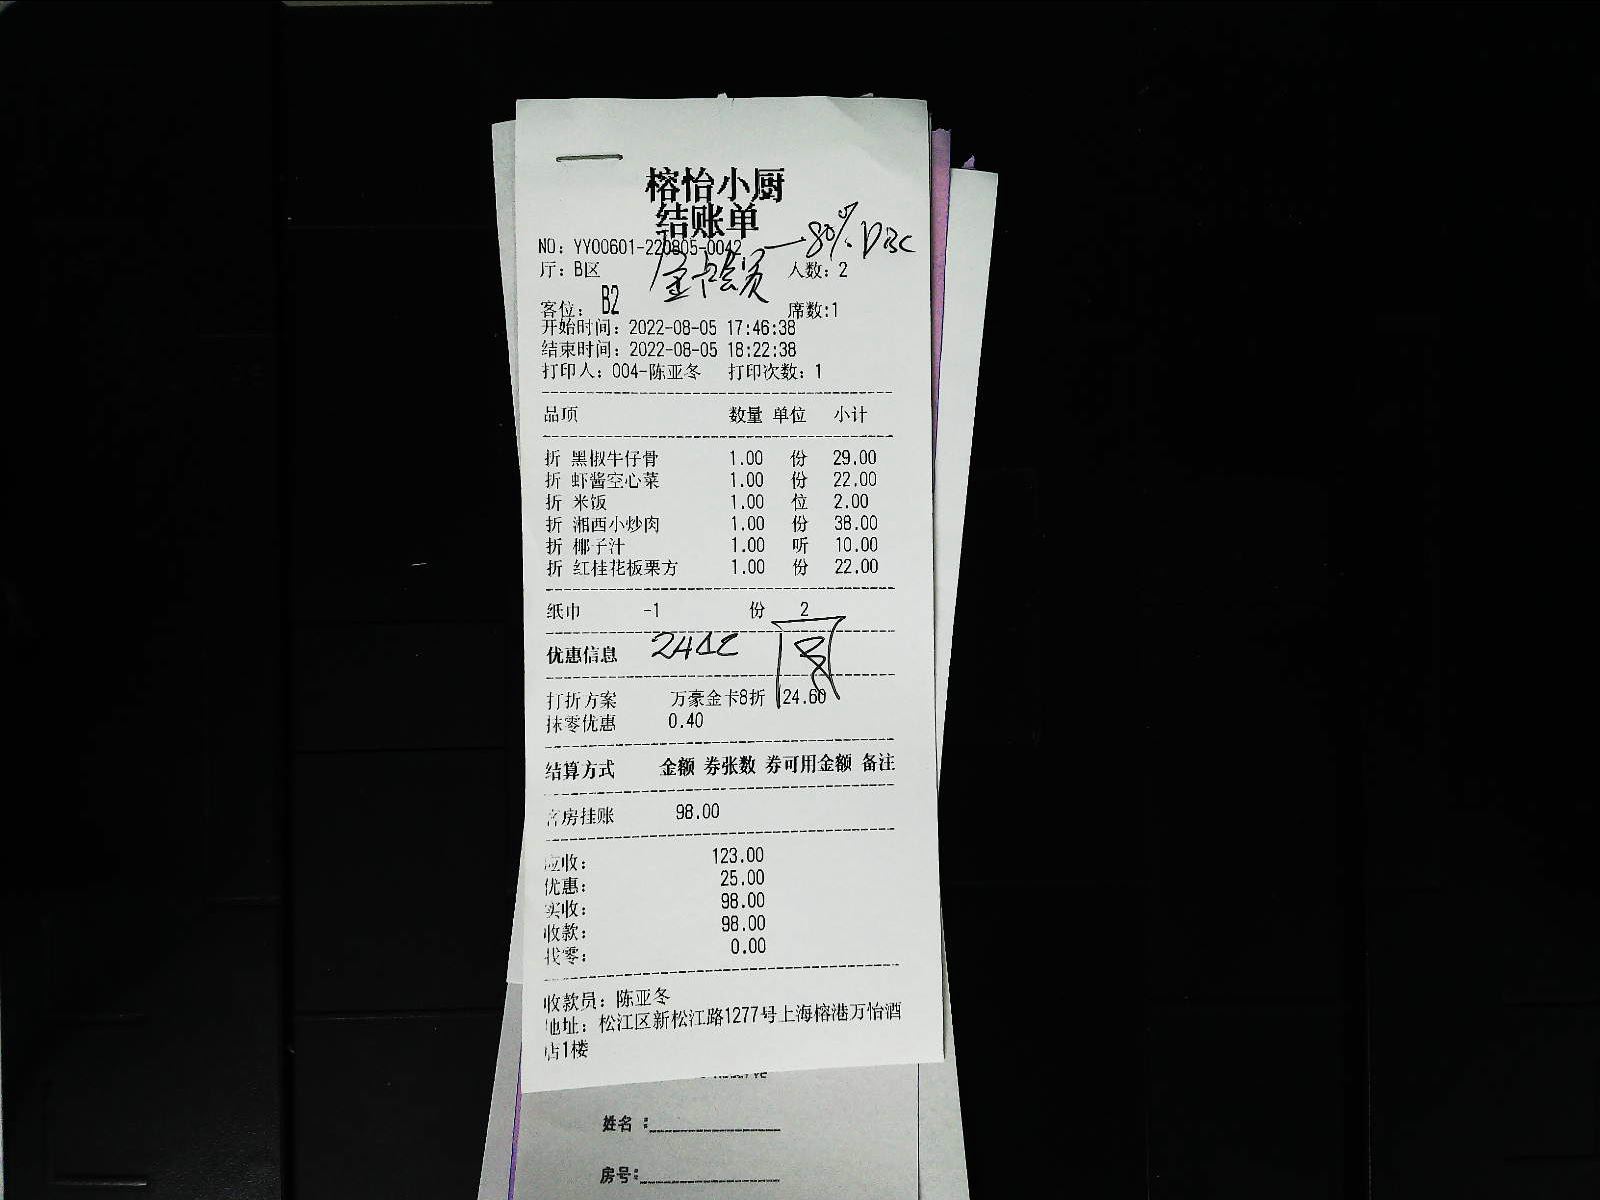 榕怡小厨
结账单
NO: YY00601-220805-0042 —80% DISC
厅: B区 金卡会员 人数: 2
客位: B2 席数:1
开始时间: 2022-08-05 17:46:38
结束时间: 2022-08-05 18:22:38
打印人: 004-陈亚冬 打印次数: 1
品项 数量 单位 小计
折 黑椒牛仔骨 1.00 份 29.00
折 虾酱空心菜 1.00 份 22.00
折 米饭 1.00 位 2.00
折 湘西小炒肉 1.00 份 38.00
折 椰子汁 1.00 听 10.00
折 红桂花板栗方 1.00 份 22.00
纸巾 -1 份 2
优惠信息
打折方案 万豪金卡8折 24.60
抹零优惠 0.40
结算方式 金额 券张数 券可用金额 备注
客房挂账 98.00
应收: 123.00
优惠: 25.00
实收: 98.00
收款: 98.00
找零: 0.00
收款员: 陈亚冬
地址: 松江区新松江路1277号上海榕港万怡酒
店1楼
姓名:
房号: